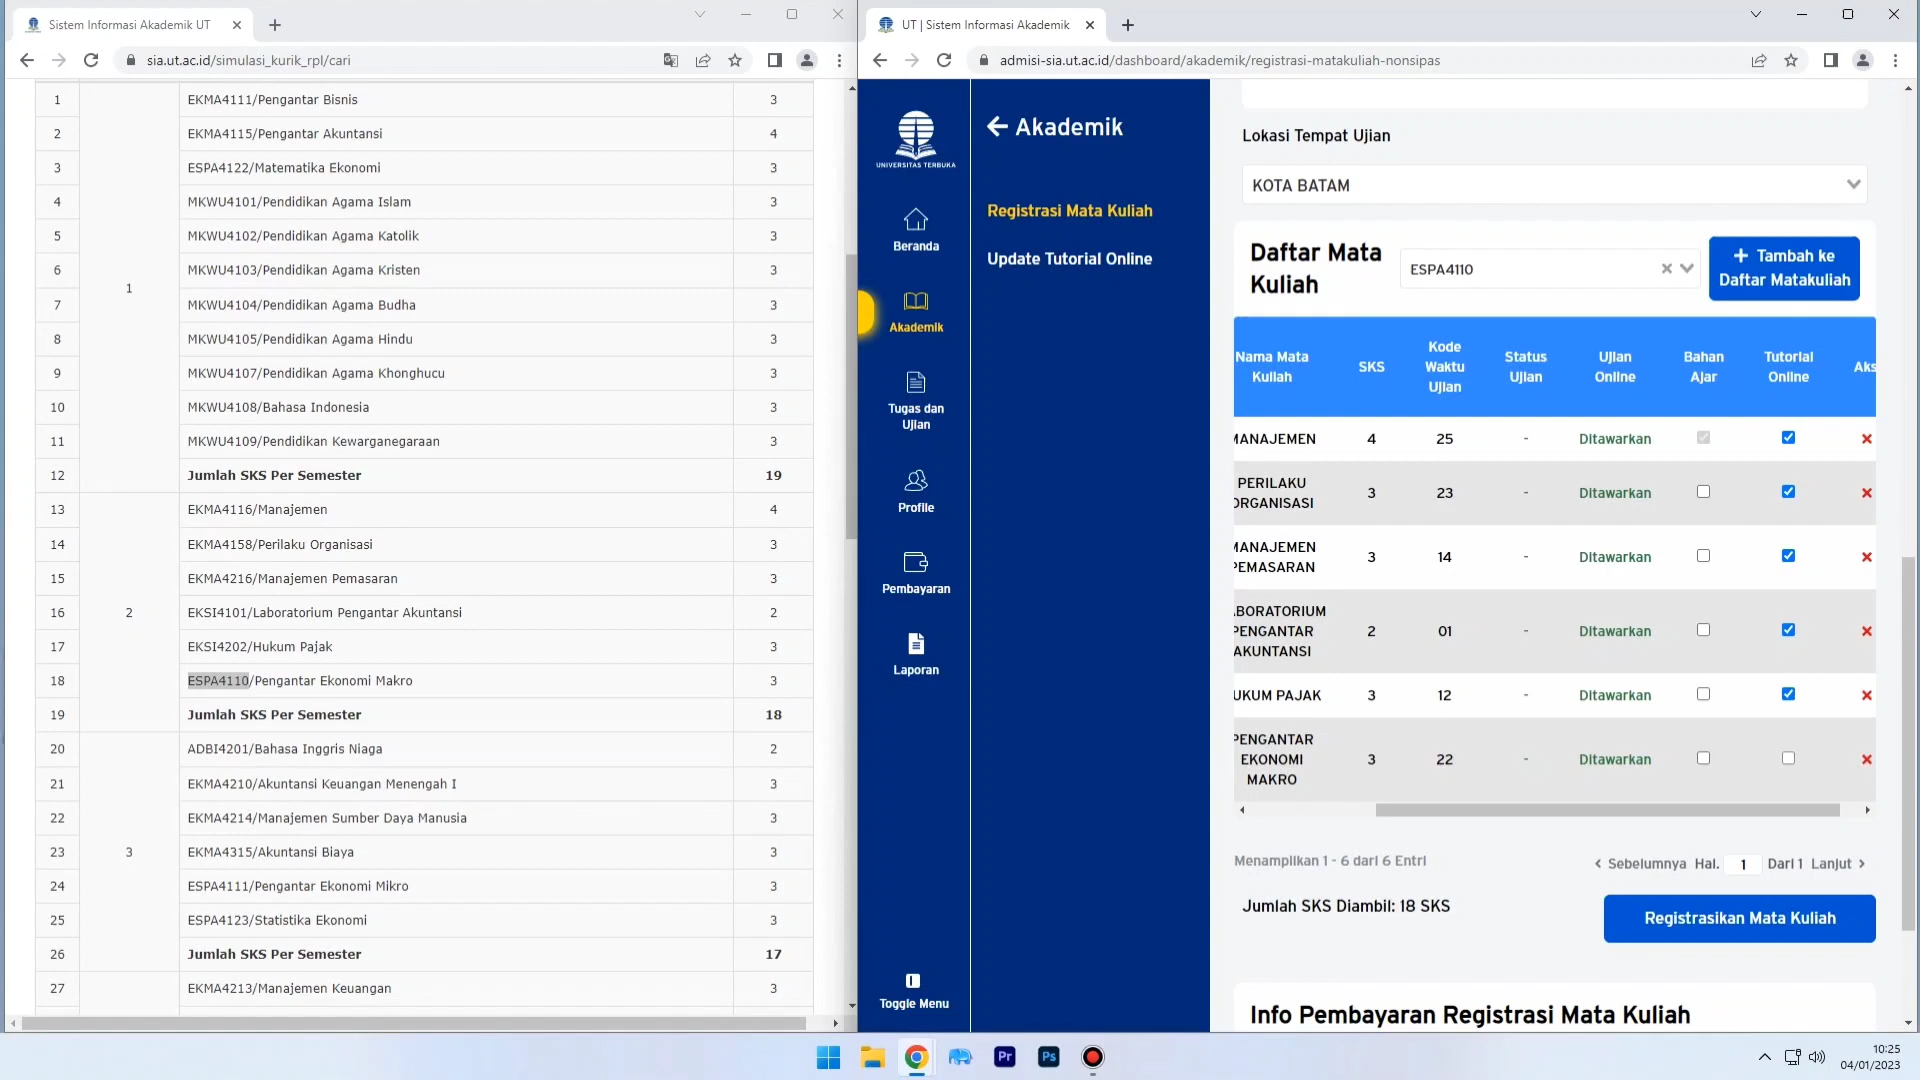 Sistem Informasi Akademik UT
sia.ut.ac.id/simulasi_kurik_rpl/cari
1 EKMA4111/Pengantar Bisnis 3
2 EKMA4115/Pengantar Akuntansi 4
3 ESPA4122/Matematika Ekonomi 3
4 MKWU4101/Pendidikan Agama Islam 3
5 MKWU4102/Pendidikan Agama Katolik 3
6 MKWU4103/Pendidikan Agama Kristen 3
1
7 MKWU4104/Pendidikan Agama Budha 3
8 MKWU4105/Pendidikan Agama Hindu 3
9 MKWU4107/Pendidikan Agama Khonghucu 3
10 MKWU4108/Bahasa Indonesia 3
11 MKWU4109/Pendidikan Kewarganegaraan 3
12 Jumlah SKS Per Semester 19
13 EKMA4116/Manajemen 4
14 EKMA4158/Perilaku Organisasi 3
15 EKMA4216/Manajemen Pemasaran 3
16 2 EKSI4101/Laboratorium Pengantar Akuntansi 2
17 EKSI4202/Hukum Pajak 3
18 ESPA4110/Pengantar Ekonomi Makro 3
19 Jumlah SKS Per Semester 18
20 ADBI4201/Bahasa Inggris Niaga 2
21 EKMA4210/Akuntansi Keuangan Menengah I 3
22 EKMA4214/Manajemen Sumber Daya Manusia 3
23 3 EKMA4315/Akuntansi Biaya 3
24 ESPA4111/Pengantar Ekonomi Mikro 3
25 ESPA4123/Statistika Ekonomi 3
26 Jumlah SKS Per Semester 17
27 EKMA4213/Manajemen Keuangan 3
UT | Sistem Informasi Akademik
admisi-sia.ut.ac.id/dashboard/akademik/registrasi-matakuliah-nonsipas
UNIVERSITAS TERBUKA
Beranda
Akademik
Tugas dan
Ujian
Profile
Pembayaran
Laporan
Toggle Menu
Akademik
Registrasi Mata Kuliah
Update Tutorial Online
Lokasi Tempat Ujian
KOTA BATAM
Daftar Mata
Kuliah
ESPA4110
+ Tambah ke
Daftar Matakuliah
Nama Mata
Kuliah
SKS
Kode
Waktu
Ujian
Status
Ujian
Ujian
Online
Bahan
Ajar
Tutorial
Online
Aks
MANAJEMEN 4 25 - Ditawarkan
PERILAKU
ORGANISASI 3 23 - Ditawarkan
MANAJEMEN
PEMASARAN 3 14 - Ditawarkan
ABORATORIUM
PENGANTAR
AKUNTANSI 2 01 - Ditawarkan
UKUM PAJAK 3 12 - Ditawarkan
PENGANTAR
EKONOMI
MAKRO 3 22 - Ditawarkan
Menampilkan 1 - 6 dari 6 Entri
Sebelumnya Hal. 1 Dari 1 Lanjut
Jumlah SKS Diambil: 18 SKS
Registrasikan Mata Kuliah
Info Pembayaran Registrasi Mata Kuliah
Pr
Ps
10:25
04/01/2023